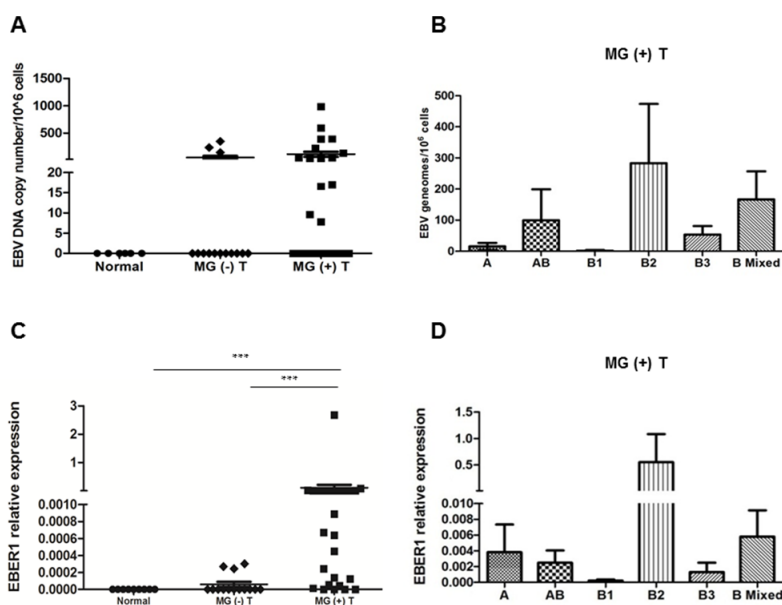 A
EBV DNA copy number/10^6 cells
1500
1000
500
20
15
10
5
0
Normal MG (-) T MG (+) T
B
MG (+) T
EBV geneomes/10⁶ cells
500
400
300
200
100
A AB B1 B2 B3 B Mixed
C
***
***
EBER1 relative expression
3
2
1
0.0010
0.0008
0.0006
0.0004
0.0002
0.0000
Normal MG (-) T MG (+) T
D
MG (+) T
EBER1 relative expression
1.5
1.0
0.5
0.010
0.008
0.006
0.004
0.002
0.000
A AB B1 B2 B3 B Mixed